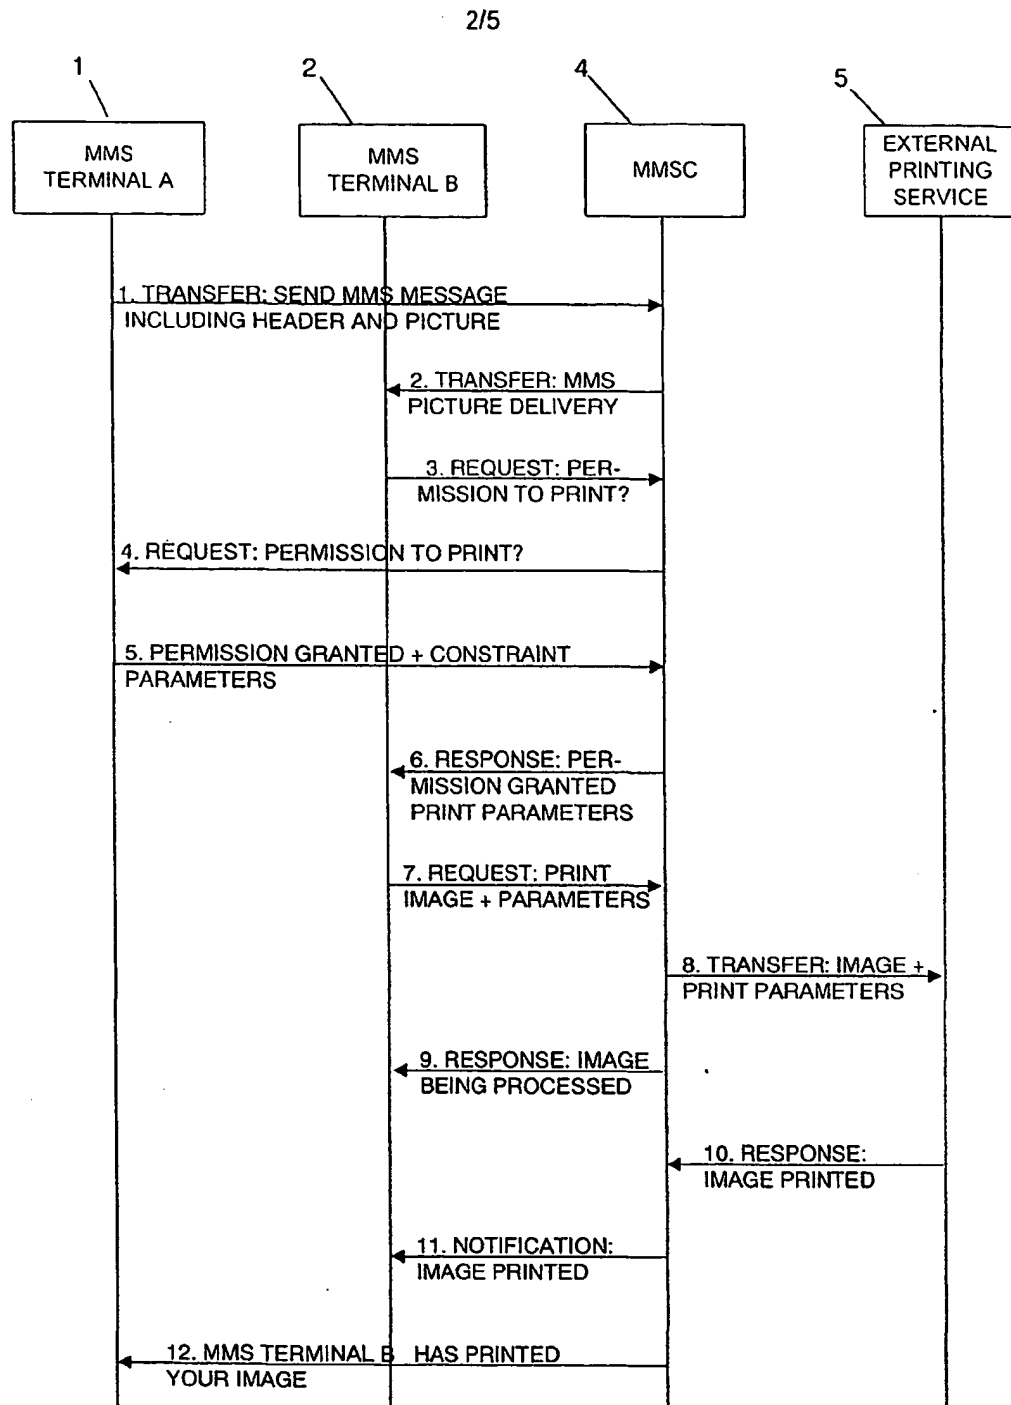 2/5
1
2
4
5
MMS
TERMINAL A
MMS
TERMINAL B
MMSC
EXTERNAL
PRINTING
SERVICE
1. TRANSFER: SEND MMS MESSAGE
INCLUDING HEADER AND PICTURE
2. TRANSFER: MMS
PICTURE DELIVERY
3. REQUEST: PER-
MISSION TO PRINT?
4. REQUEST: PERMISSION TO PRINT?
5. PERMISSION GRANTED + CONSTRAINT
PARAMETERS
6. RESPONSE: PER-
MISSION GRANTED
PRINT PARAMETERS
7. REQUEST: PRINT
IMAGE + PARAMETERS
8. TRANSFER: IMAGE +
PRINT PARAMETERS
9. RESPONSE: IMAGE
BEING PROCESSED
10. RESPONSE:
IMAGE PRINTED
11. NOTIFICATION:
IMAGE PRINTED
12. MMS TERMINAL B HAS PRINTED
YOUR IMAGE